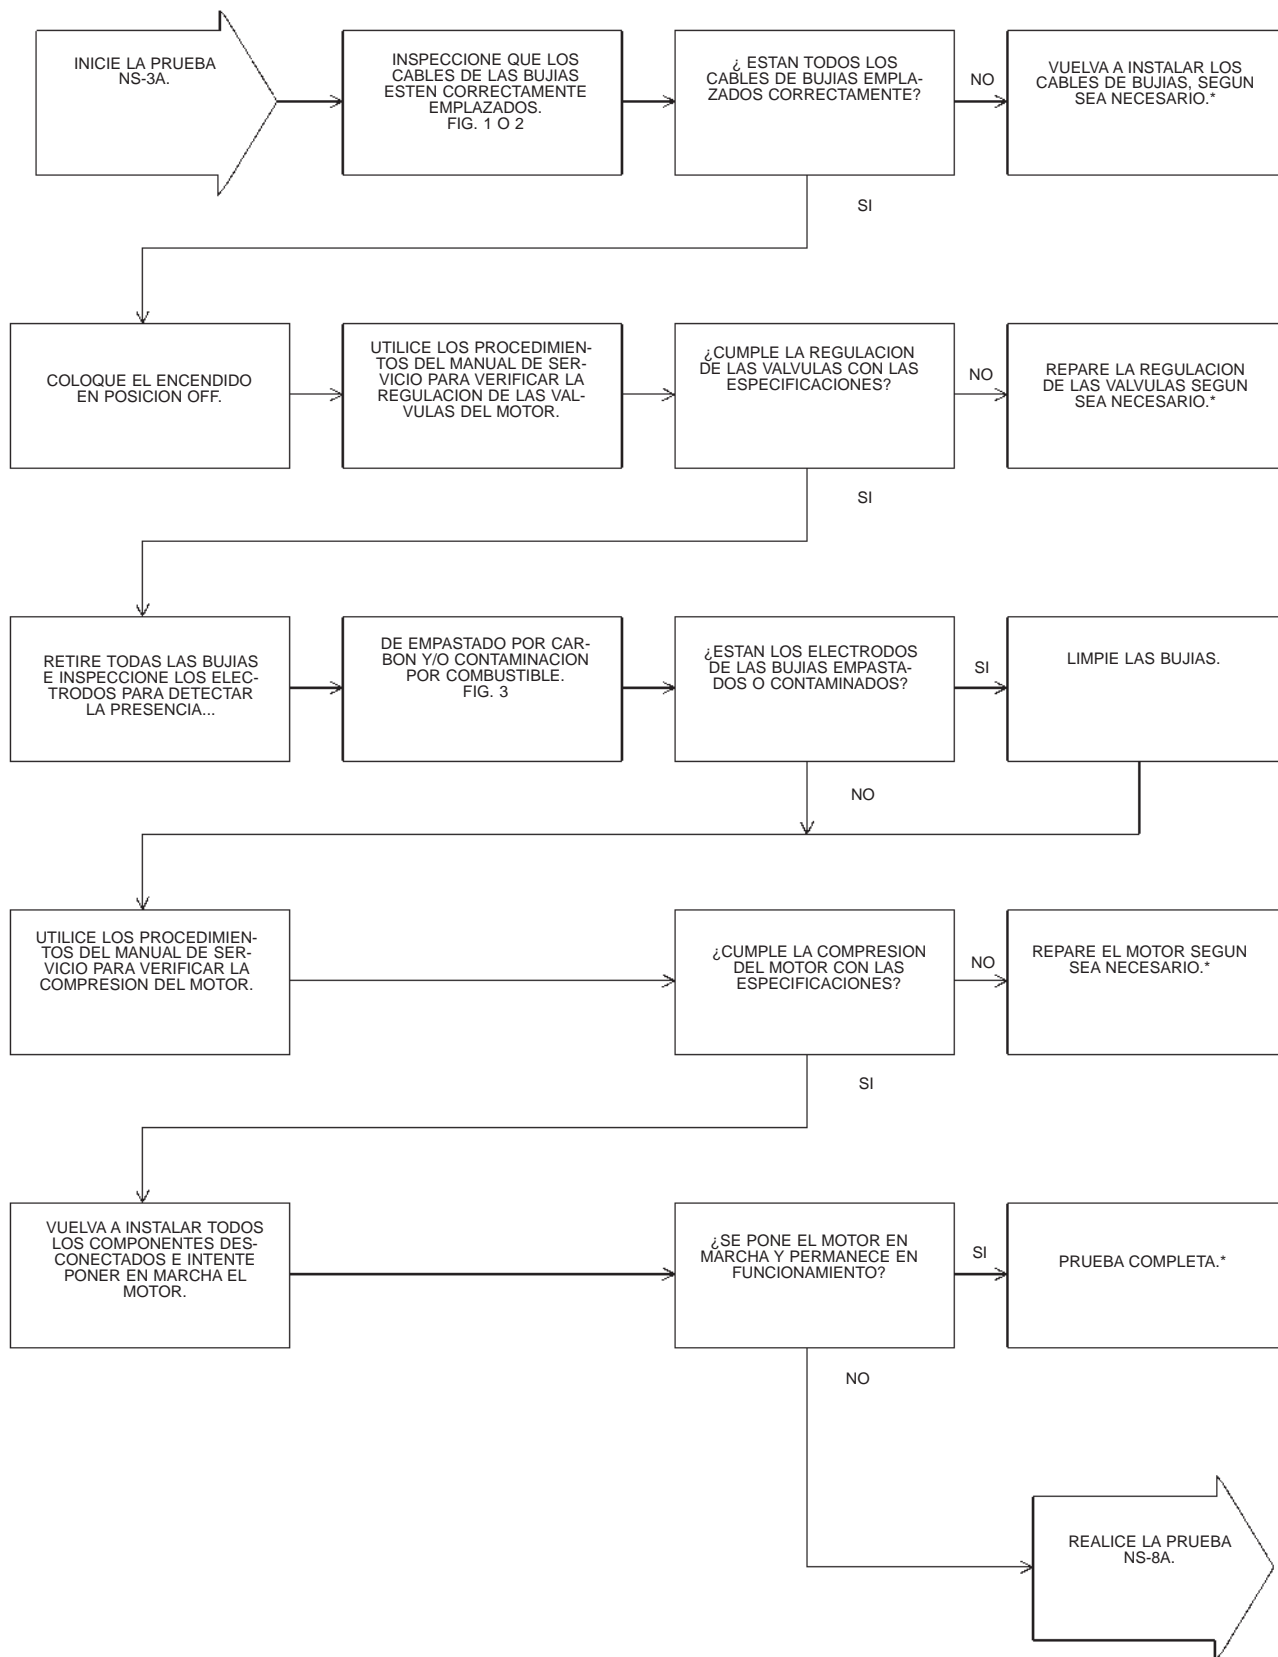 INICIE LA PRUEBA
NS-3A.
INSPECCIONE QUE LOS
CABLES DE LAS BUJIAS
ESTEN CORRECTAMENTE
EMPLAZADOS.
FIG. 1 O 2
¿ ESTAN TODOS LOS
CABLES DE BUJIAS EMPLA-
ZADOS CORRECTAMENTE?
NO
VUELVA A INSTALAR LOS
CABLES DE BUJIAS, SEGUN
SEA NECESARIO.*
SI
COLOQUE EL ENCENDIDO
EN POSICION OFF.
UTILICE LOS PROCEDIMIEN-
TOS DEL MANUAL DE SER-
VICIO PARA VERIFICAR LA
REGULACION DE LAS VAL-
VULAS DEL MOTOR.
¿CUMPLE LA REGULACION
DE LAS VALVULAS CON LAS
ESPECIFICACIONES?
NO
REPARE LA REGULACION
DE LAS VALVULAS SEGUN
SEA NECESARIO.*
SI
RETIRE TODAS LAS BUJIAS
E INSPECCIONE LOS ELEC-
TRODOS PARA DETECTAR
LA PRESENCIA...
DE EMPASTADO POR CAR-
BON Y/O CONTAMINACION
POR COMBUSTIBLE.
FIG. 3
¿ESTAN LOS ELECTRODOS
DE LAS BUJIAS EMPASTA-
DOS O CONTAMINADOS?
SI
LIMPIE LAS BUJIAS.
NO
UTILICE LOS PROCEDIMIEN-
TOS DEL MANUAL DE SER-
VICIO PARA VERIFICAR LA
COMPRESION DEL MOTOR.
¿CUMPLE LA COMPRESION
DEL MOTOR CON LAS
ESPECIFICACIONES?
NO
REPARE EL MOTOR SEGUN
SEA NECESARIO.*
SI
VUELVA A INSTALAR TODOS
LOS COMPONENTES DES-
CONECTADOS E INTENTE
PONER EN MARCHA EL
MOTOR.
¿SE PONE EL MOTOR EN
MARCHA Y PERMANECE EN
FUNCIONAMIENTO?
SI
PRUEBA COMPLETA.*
NO
REALICE LA PRUEBA
NS-8A.